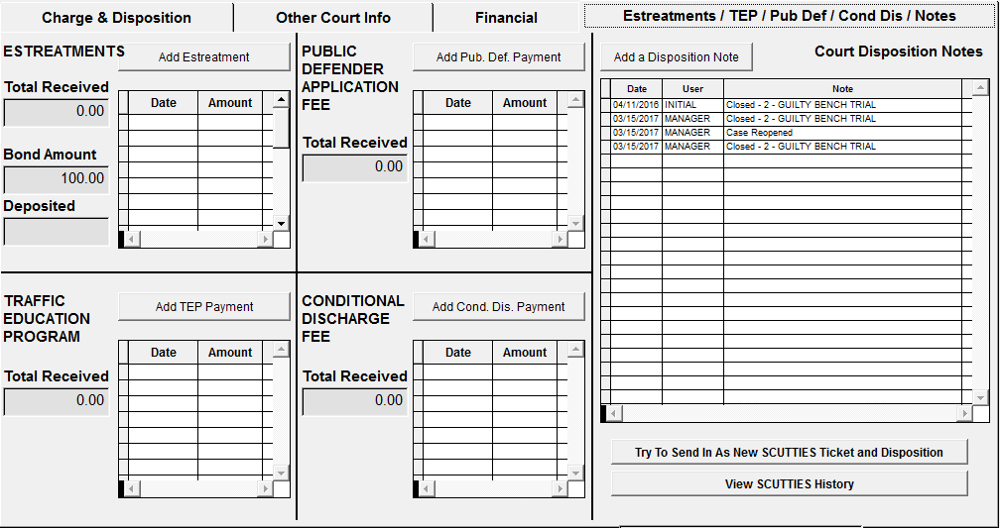 Charge & Disposition
Other Court Info
Financial
Estreatments / TEP / Pub Def / Cond Dis / Notes
ESTREATMENTS
Add Estreatment
Total Received
0.00
Bond Amount
100.00
Deposited
Date Amount
PUBLIC
DEFENDER
APPLICATION
FEE
Add Pub. Def. Payment
Total Received
0.00
Date Amount
TRAFFIC
EDUCATION
PROGRAM
Add TEP Payment
Total Received
0.00
Date Amount
CONDITIONAL
DISCHARGE
FEE
Add Cond. Dis. Payment
Total Received
0.00
Date Amount
Add a Disposition Note
Court Disposition Notes
Date User Note
04/11/2016 INITIAL Closed - 2 - GUILTY BENCH TRIAL
03/15/2017 MANAGER Closed - 2 - GUILTY BENCH TRIAL
03/15/2017 MANAGER Case Reopened
03/15/2017 MANAGER Closed - 2 - GUILTY BENCH TRIAL
Try To Send In As New SCUTTIES Ticket and Disposition
View SCUTTIES History